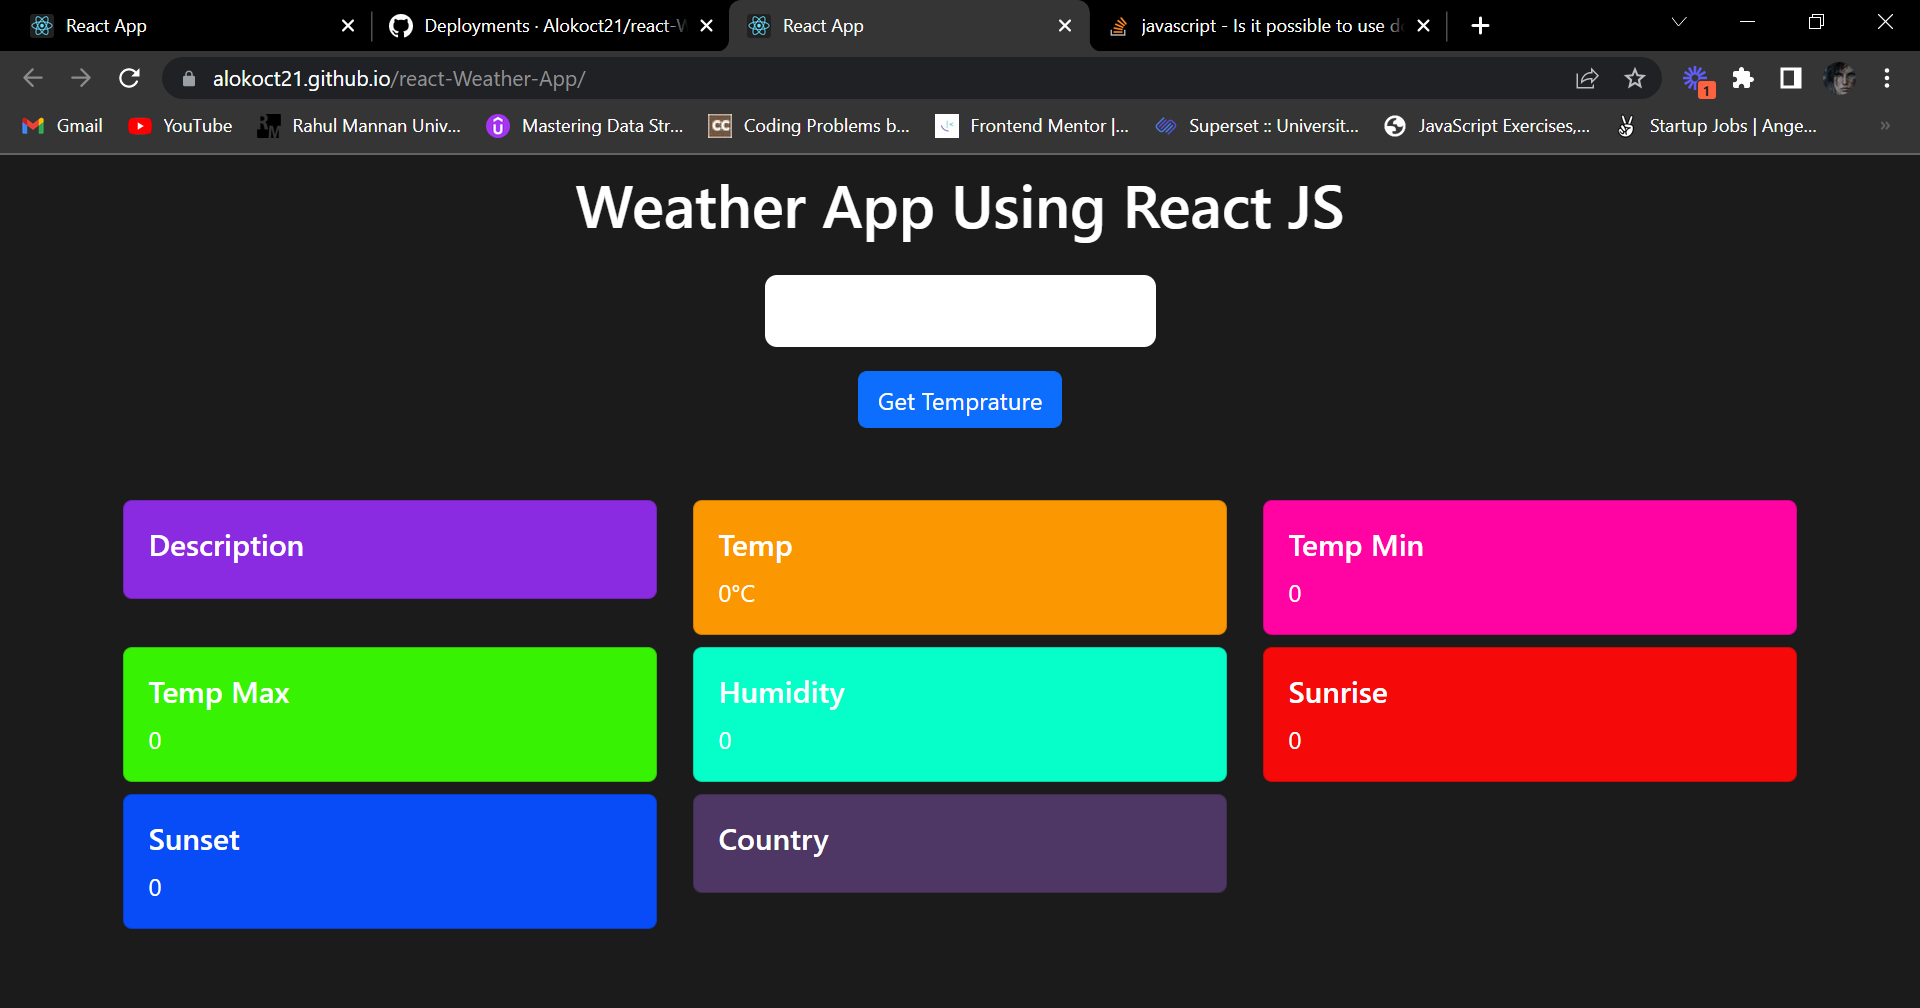 React App
Deployments · Alokoct21/react-W
React App
javascript - Is it possible to use d
alokoct21.github.io/react-Weather-App/
1
Gmail
YouTube
RM
Rahul Mannan Univ...
Mastering Data Str...
CC
Coding Problems b...
Frontend Mentor |...
Superset :: Universit...
JavaScript Exercises,...
Startup Jobs | Ange...
»
Weather App Using React JS
Get Temprature
Description
Temp
0°C
Temp Min
0
Temp Max
0
Humidity
0
Sunrise
0
Sunset
0
Country